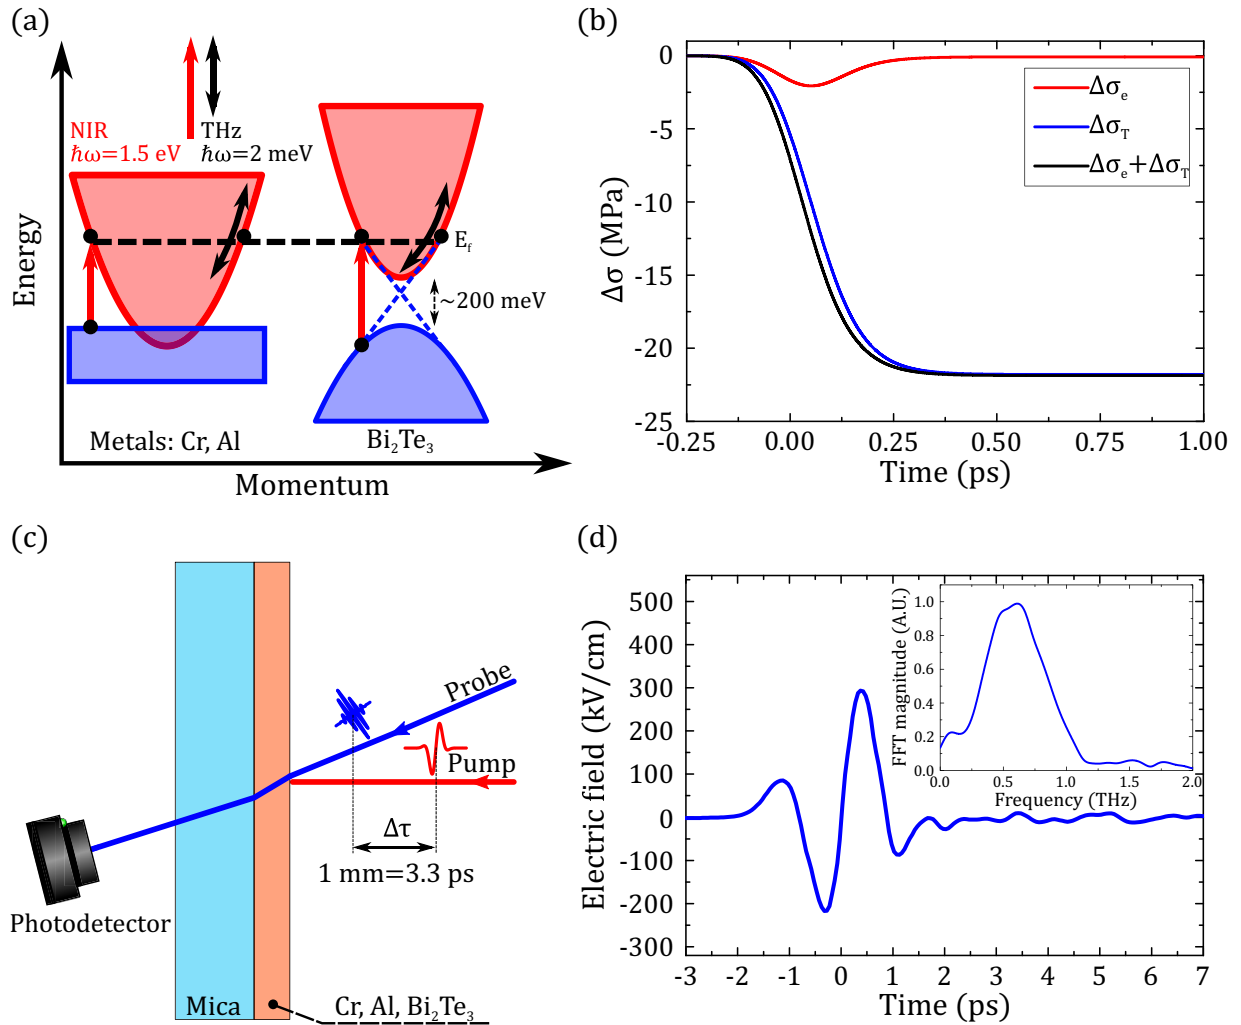 (a)
NIR
ħω=1.5 eV
THz
ħω=2 meV
E_f
~200 meV
Energy
Metals: Cr, Al
Bi₂Te₃
Momentum
(b)
0
-5
-10
-15
-20
-25
Δσ (MPa)
Δσ_e
Δσ_T
Δσ_e+Δσ_T
-0.25 0.00 0.25 0.50 0.75 1.00
Time (ps)
(c)
Probe
Pump
Δτ
1 mm=3.3 ps
Photodetector
Mica
Cr, Al, Bi₂Te₃
(d)
500
400
300
200
100
0
-100
-200
-300
Electric field (kV/cm)
-3 -2 -1 0 1 2 3 4 5 6 7
Time (ps)
FFT magnitude (A.U.)
1.0
0.8
0.6
0.4
0.2
0.0
0.0 0.5 1.0 1.5 2.0
Frequency (THz)